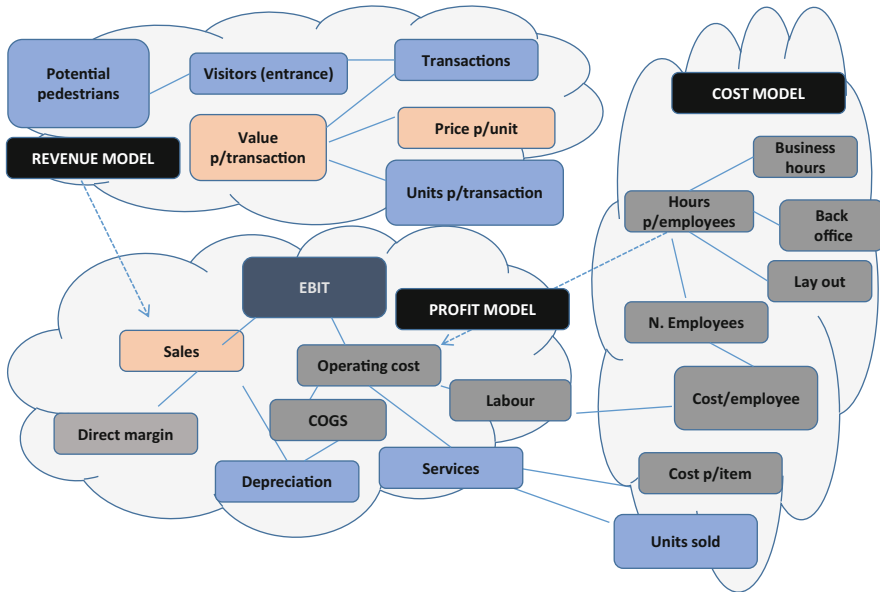 Potential
pedestrians
Visitors (entrance)
Transactions
COST MODEL
REVENUE MODEL
Value
p/transaction
Price p/unit
Units p/transaction
Business
hours
Hours
p/employees
Back
office
Lay out
EBIT
PROFIT MODEL
N. Employees
Sales
Operating cost
Labour
Cost/employee
Direct margin
COGS
Depreciation
Services
Cost p/item
Units sold